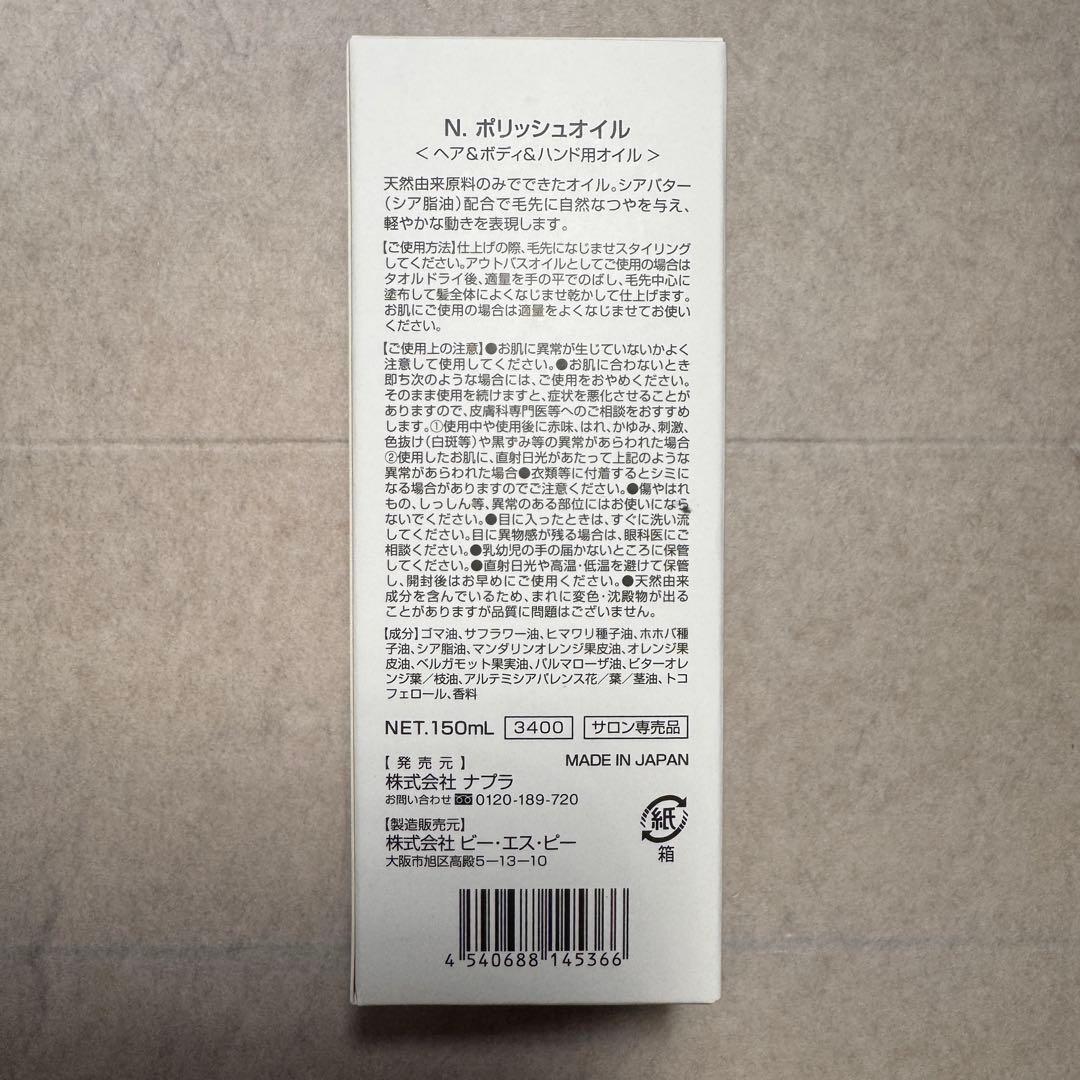 N. ポリッシュオイル
＜ヘア&ボディ&ハンド用オイル＞
天然由来原料のみでできたオイル。シアバター
（シア脂油）配合で毛先に自然なつやを与え、
軽やかな動きを表現します。
【ご使用方法】仕上げの際、毛先になじませスタイリング
してください。アウトバスオイルとしてご使用の場合は
タオルドライ後、適量を手の平でのばし、毛先中心に
塗布して髪全体によくなじませ乾かして仕上げます。
お肌にご使用の場合は適量をよくなじませてお使い
ください。
【ご使用上の注意】●お肌に異常が生じていないかよく
注意して使用してください。●お肌に合わないとき
即ち次のような場合には、ご使用をおやめください。
そのまま使用を続けますと、症状を悪化させることが
ありますので、皮膚科専門医等へのご相談をおすすめ
します。①使用中や使用後に赤味、はれ、かゆみ、刺激、
色抜け（白斑等）や黒ずみ等の異常があらわれた場合
②使用したお肌に、直射日光があたって上記のような
異常があらわれた場合●衣類等に付着するとシミに
なる場合がありますのでご注意ください。●傷やはれ
もの、しっしん等、異常のある部位にはお使いになら
ないでください。●目に入ったときは、すぐに洗い流
してください。目に異物感が残る場合は、眼科医にご
相談ください。●乳幼児の手の届かないところに保管
してください。●直射日光や高温・低温を避けて保管
し、開封後はお早めにご使用ください。●天然由来
成分を含んでいるため、まれに変色・沈殿物が出る
ことがありますが品質に問題はございません。
【成分】ゴマ油、サフラワー油、ヒマワリ種子油、ホホバ種
子油、シア脂油、マンダリンオレンジ果皮油、オレンジ果
皮油、ベルガモット果実油、パルマローザ油、ビターオレ
ンジ葉／枝油、アルテミシアパレンス花／葉／茎油、トコ
フェロール、香料
NET.150mL 3400 サロン専売品
【発売元】 MADE IN JAPAN
株式会社 ナプラ
お問い合わせ 0120-189-720
【製造販売元】
株式会社 ビー・エス・ピー
大阪市旭区高殿5－13－10
紙
箱
4 540688 145366